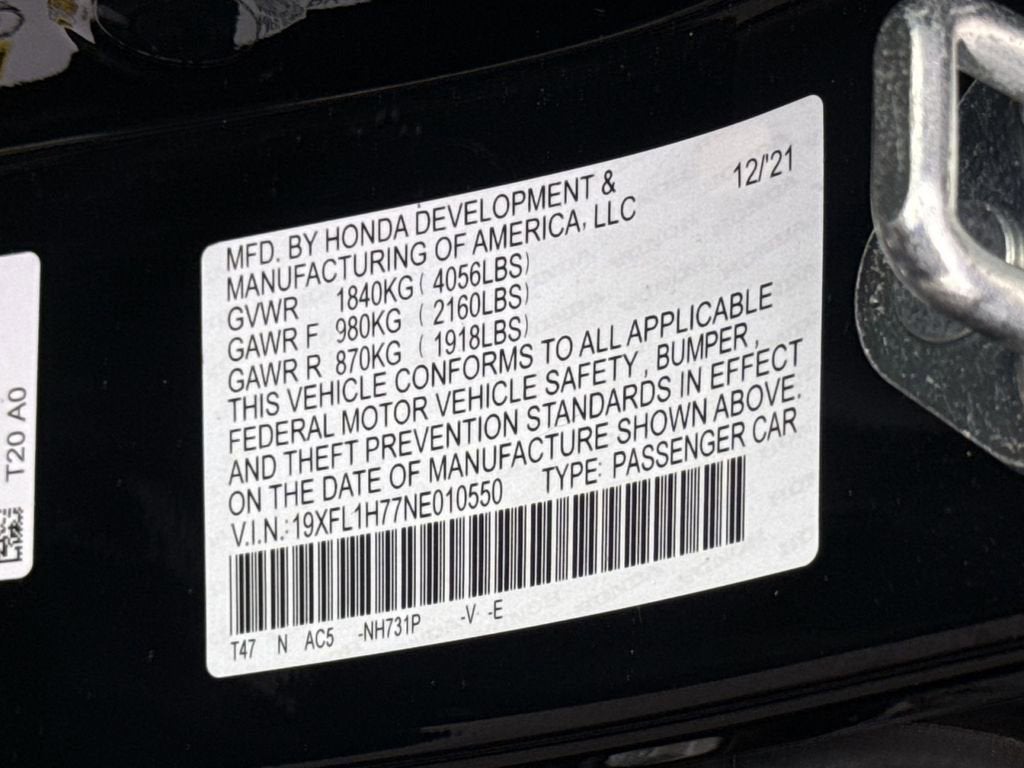 MFD. BY HONDA DEVELOPMENT &
MANUFACTURING OF AMERICA, LLC
12/'21
GVWR 1840KG ( 4056LBS)
GAWR F 980KG ( 2160LBS)
GAWR R 870KG ( 1918LBS)
THIS VEHICLE CONFORMS TO ALL APPLICABLE
FEDERAL MOTOR VEHICLE SAFETY , BUMPER ,
AND THEFT PREVENTION STANDARDS IN EFFECT
ON THE DATE OF MANUFACTURE SHOWN ABOVE.
V.I.N.: 19XFL1H77NE010550 TYPE: PASSENGER CAR
T47 N AC5 -NH731P -V -E
T20 A0